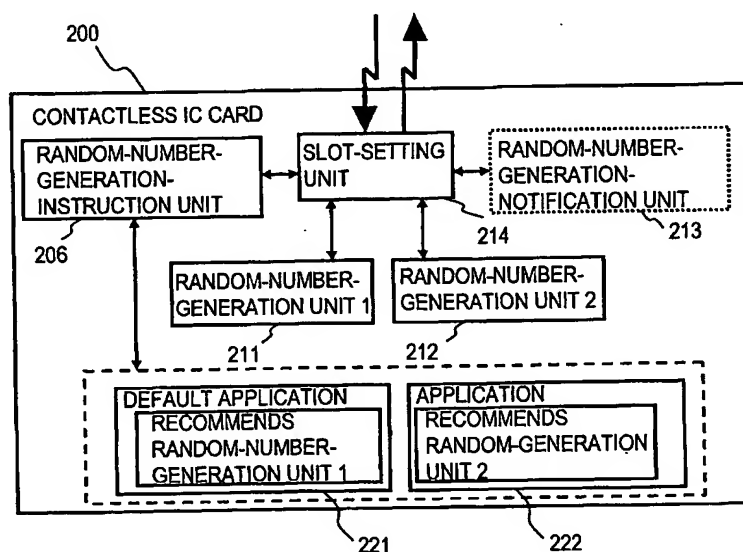 200
CONTACTLESS IC CARD
RANDOM-NUMBER-
GENERATION-
INSTRUCTION UNIT
206
SLOT-SETTING
UNIT
214
RANDOM-NUMBER-
GENERATION-
NOTIFICATION UNIT
213
RANDOM-NUMBER-
GENERATION UNIT 1
211
RANDOM-NUMBER-
GENERATION UNIT 2
212
DEFAULT APPLICATION
RECOMMENDS
RANDOM-NUMBER-
GENERATION UNIT 1
221
APPLICATION
RECOMMENDS
RANDOM-GENERATION
UNIT 2
222